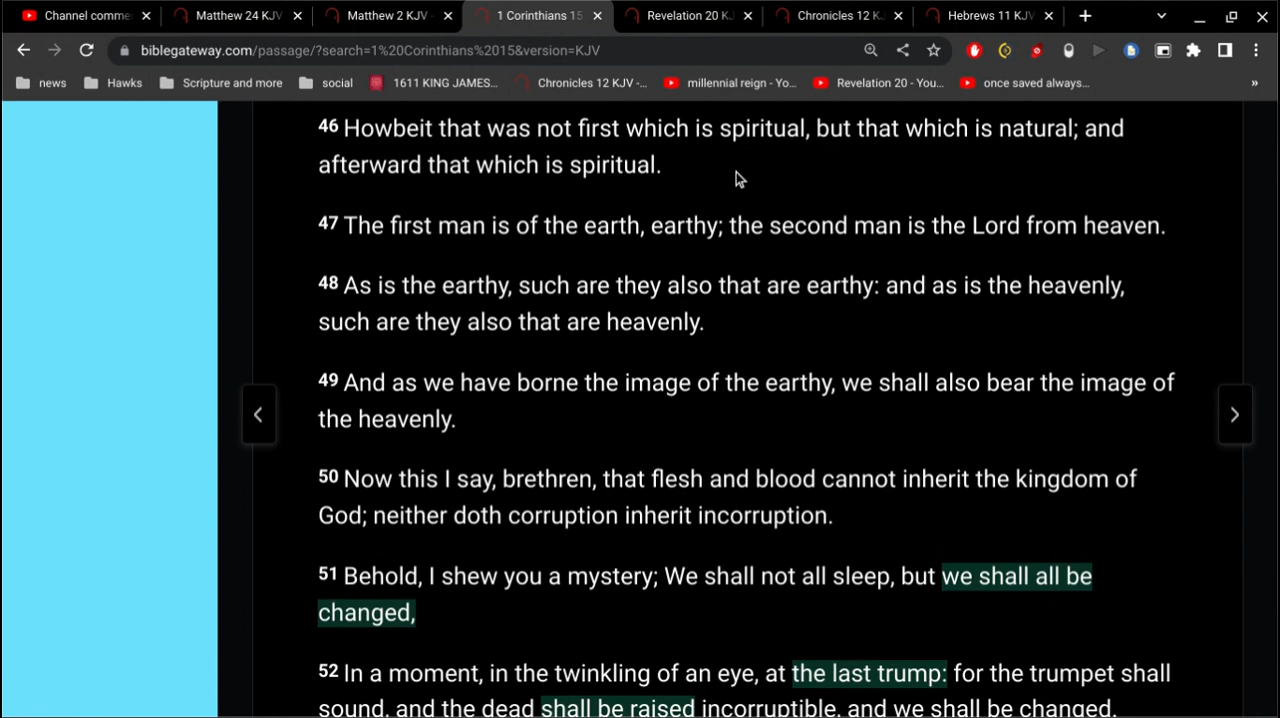 Channel comme
Matthew 24 KJV
Matthew 2 KJV -
1 Corinthians 15
Revelation 20 KJ
Chronicles 12 KJ
Hebrews 11 KJV
biblegateway.com/passage/?search=1%20Corinthians%2015&version=KJV
news
Hawks
Scripture and more
social
1611 KING JAMES...
Chronicles 12 KJV -...
millennial reign - Yo...
Revelation 20 - You...
once saved always...
46 Howbeit that was not first which is spiritual, but that which is natural; and
afterward that which is spiritual.
47 The first man is of the earth, earthy; the second man is the Lord from heaven.
48 As is the earthy, such are they also that are earthy: and as is the heavenly,
such are they also that are heavenly.
49 And as we have borne the image of the earthy, we shall also bear the image of
the heavenly.
50 Now this I say, brethren, that flesh and blood cannot inherit the kingdom of
God; neither doth corruption inherit incorruption.
51 Behold, I shew you a mystery; We shall not all sleep, but we shall all be
changed,
52 In a moment, in the twinkling of an eye, at the last trump: for the trumpet shall
sound, and the dead shall be raised incorruptible, and we shall be changed.